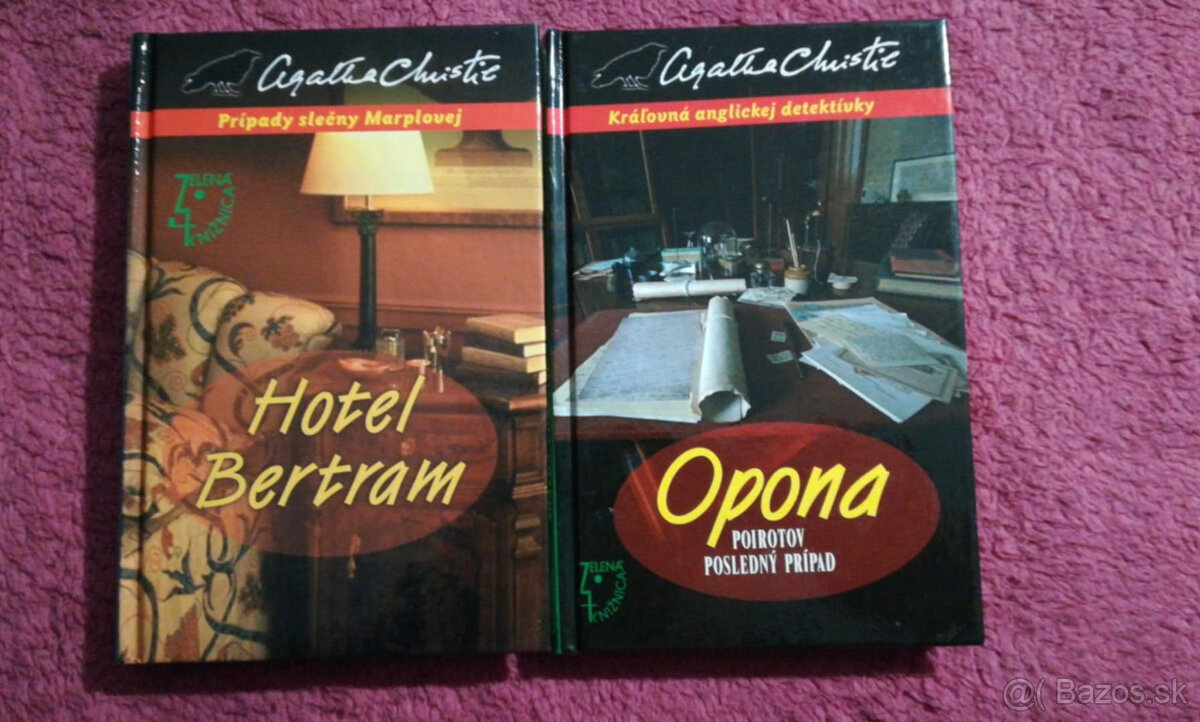 Agatha Christie
Prípady slečny Marplovej
ZELENÁ
KNIŽNICA
Hotel
Bertram
Agatha Christie
Kráľovná anglickej detektívky
Opona
POIROTOV
POSLEDNÝ PRÍPAD
ZELENÁ
KNIŽNICA
@( Bazos.sk